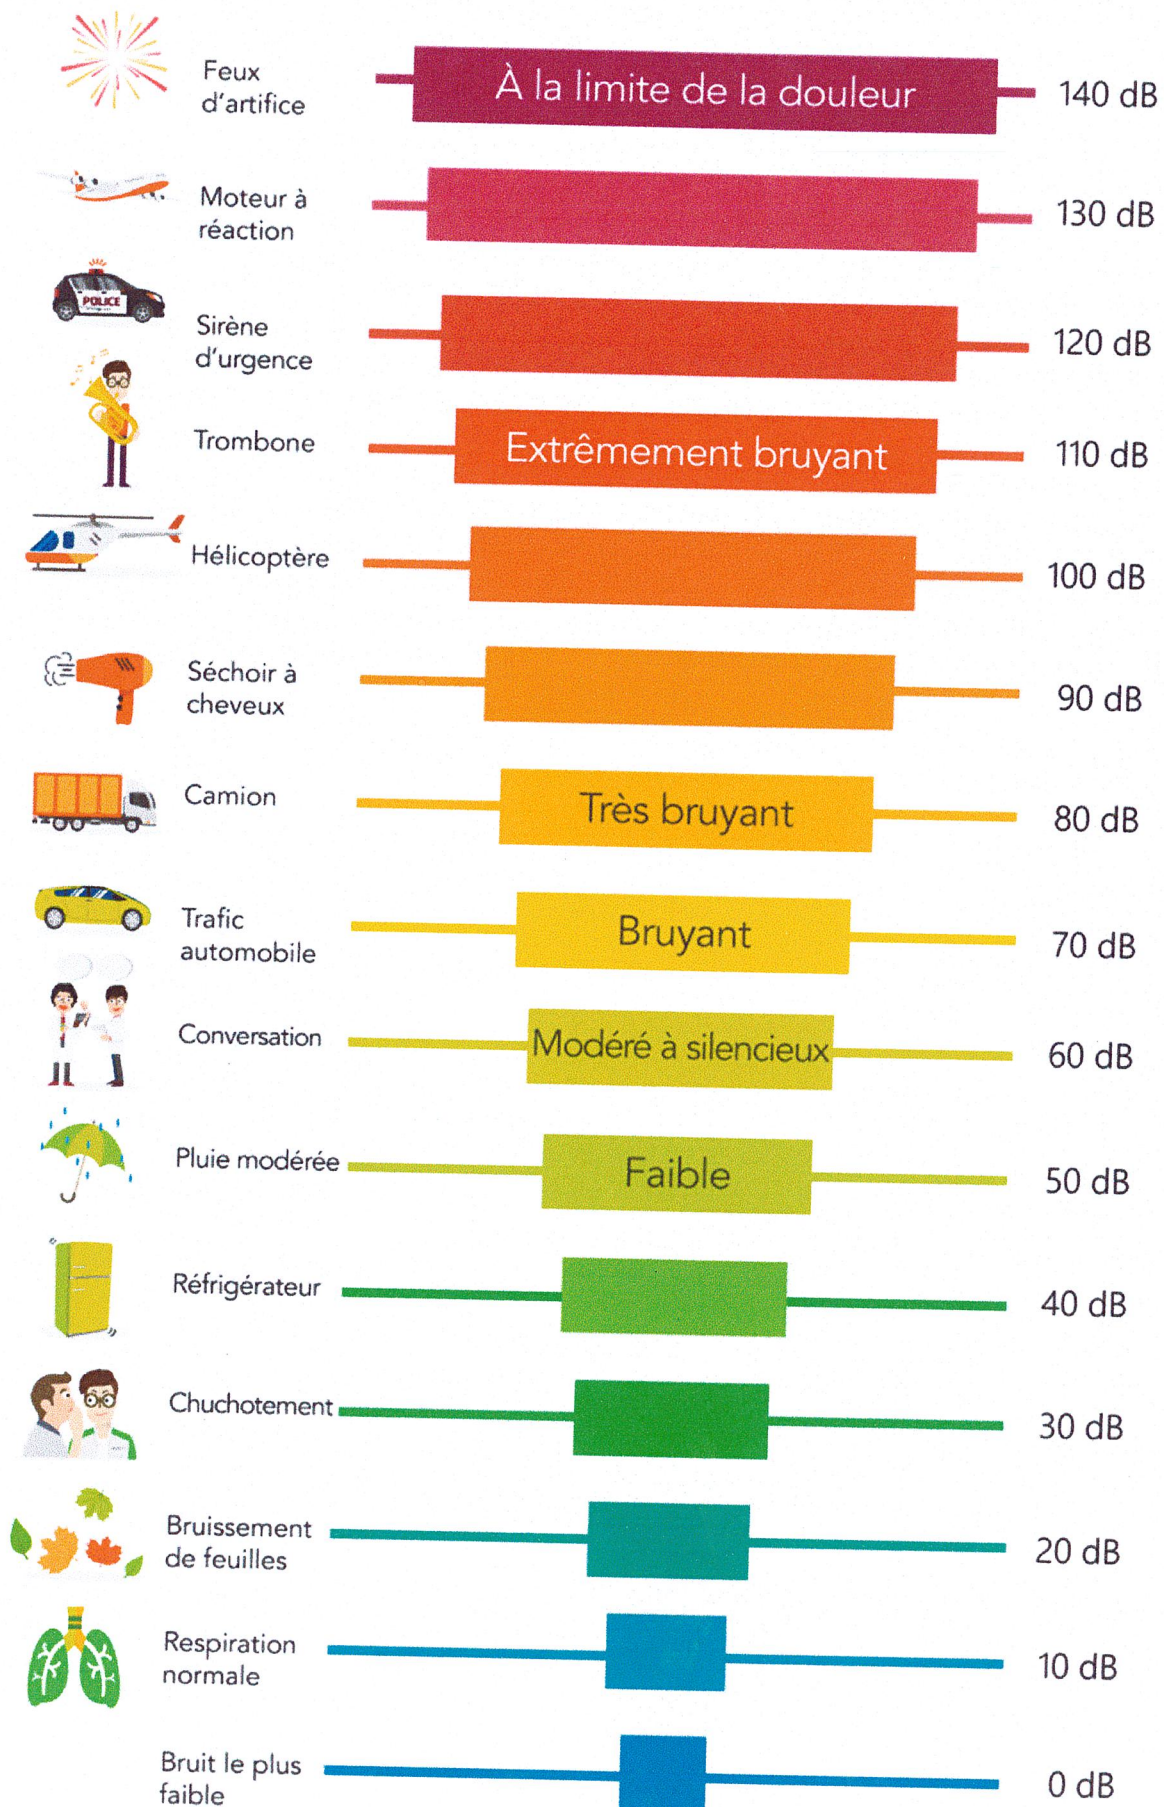 Feux
d'artifice
À la limite de la douleur
140 dB
Moteur à
réaction
130 dB
POLICE
Sirène
d'urgence
120 dB
Trombone
Extrêmement bruyant
110 dB
Hélicoptère
100 dB
Séchoir à
cheveux
90 dB
Camion
Très bruyant
80 dB
Trafic
automobile
Bruyant
70 dB
Conversation
Modéré à silencieux
60 dB
Pluie modérée
Faible
50 dB
Réfrigérateur
40 dB
Chuchotement
30 dB
Bruissement
de feuilles
20 dB
Respiration
normale
10 dB
Bruit le plus
faible
0 dB